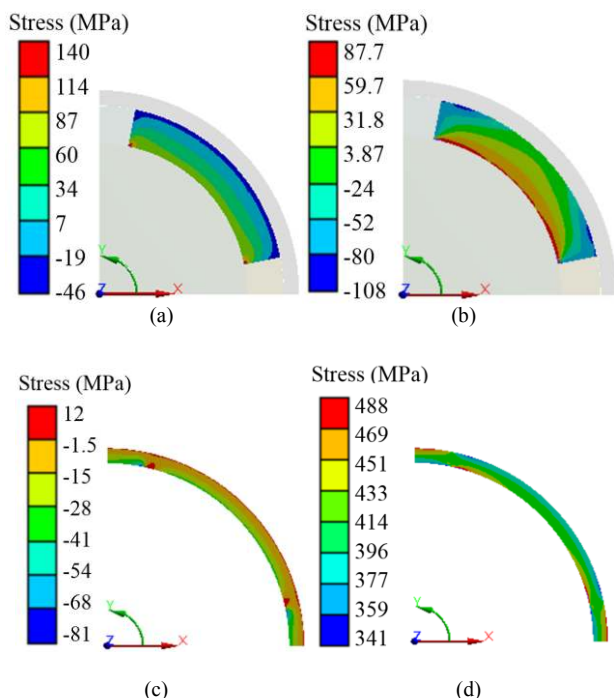 Stress (MPa)
140
114
87
60
34
7
-19
-46
Y
Z
X
(a)
Stress (MPa)
87.7
59.7
31.8
3.87
-24
-52
-80
-108
Y
Z
X
(b)
Stress (MPa)
12
-1.5
-15
-28
-41
-54
-68
-81
Y
Z
X
(c)
Stress (MPa)
488
469
451
433
414
396
377
359
341
Y
Z
X
(d)